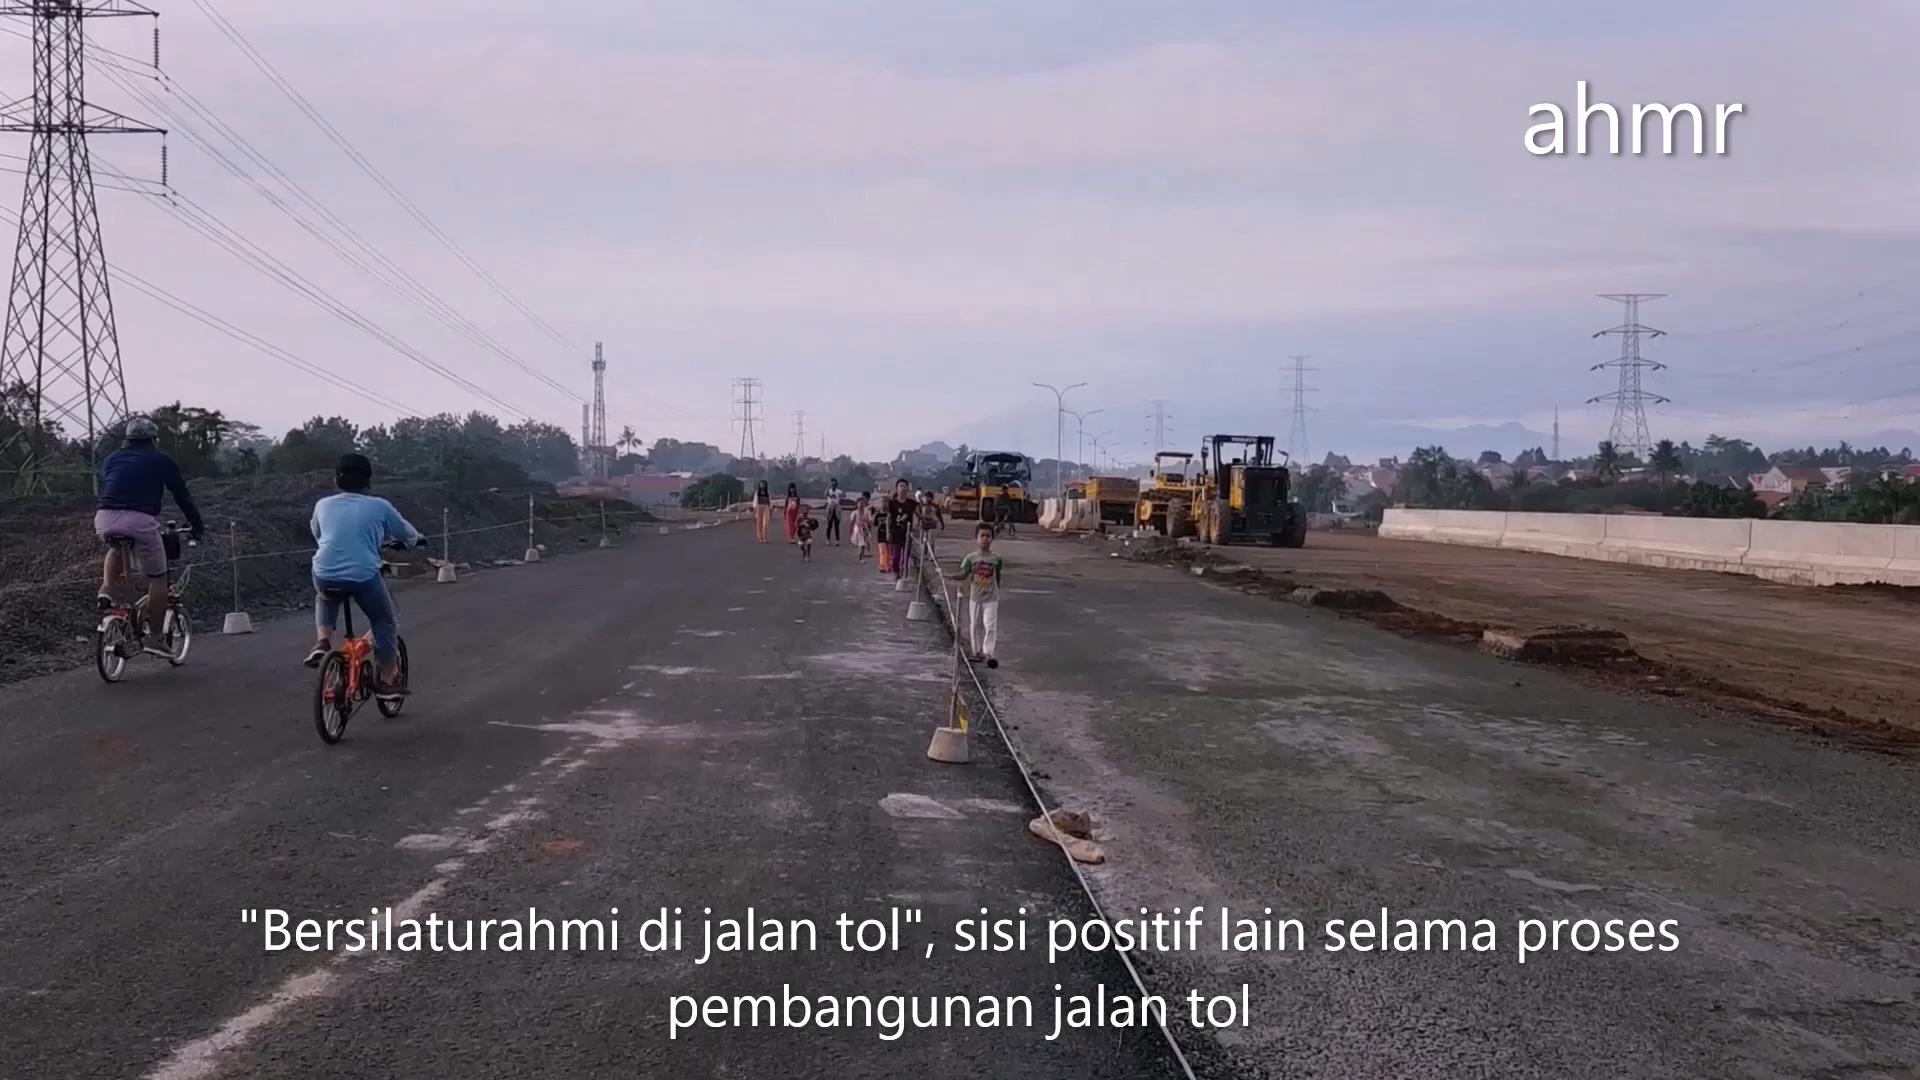 ahmr
"Bersilaturahmi di jalan tol", sisi positif lain selama proses
pembangunan jalan tol